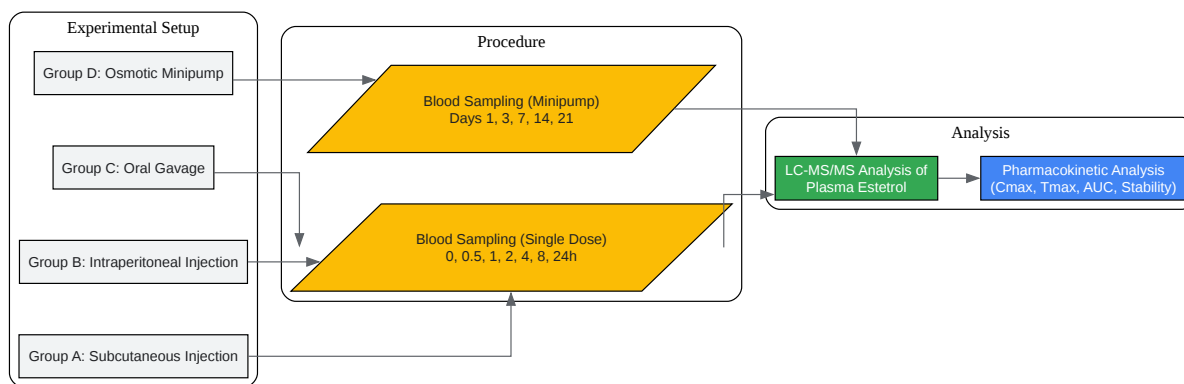 Experimental Setup
Group D: Osmotic Minipump
Group C: Oral Gavage
Group B: Intraperitoneal Injection
Group A: Subcutaneous Injection
Procedure
Blood Sampling (Minipump)
Days 1, 3, 7, 14, 21
Blood Sampling (Single Dose)
0, 0.5, 1, 2, 4, 8, 24h
Analysis
LC-MS/MS Analysis of
Plasma Estetrol
Pharmacokinetic Analysis
(Cmax, Tmax, AUC, Stability)